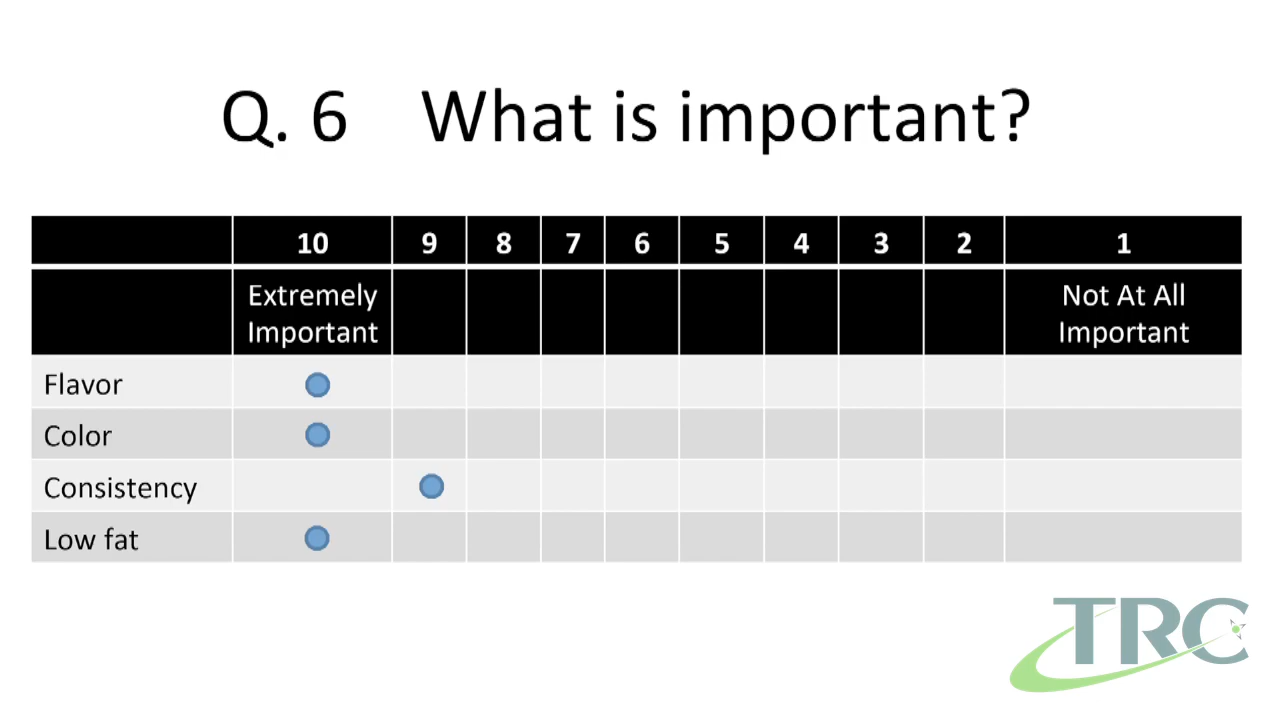 Q. 6 What is important?
10 9 8 7 6 5 4 3 2 1
Extremely Important Not At All Important
Flavor
Color
Consistency
Low fat
TRC